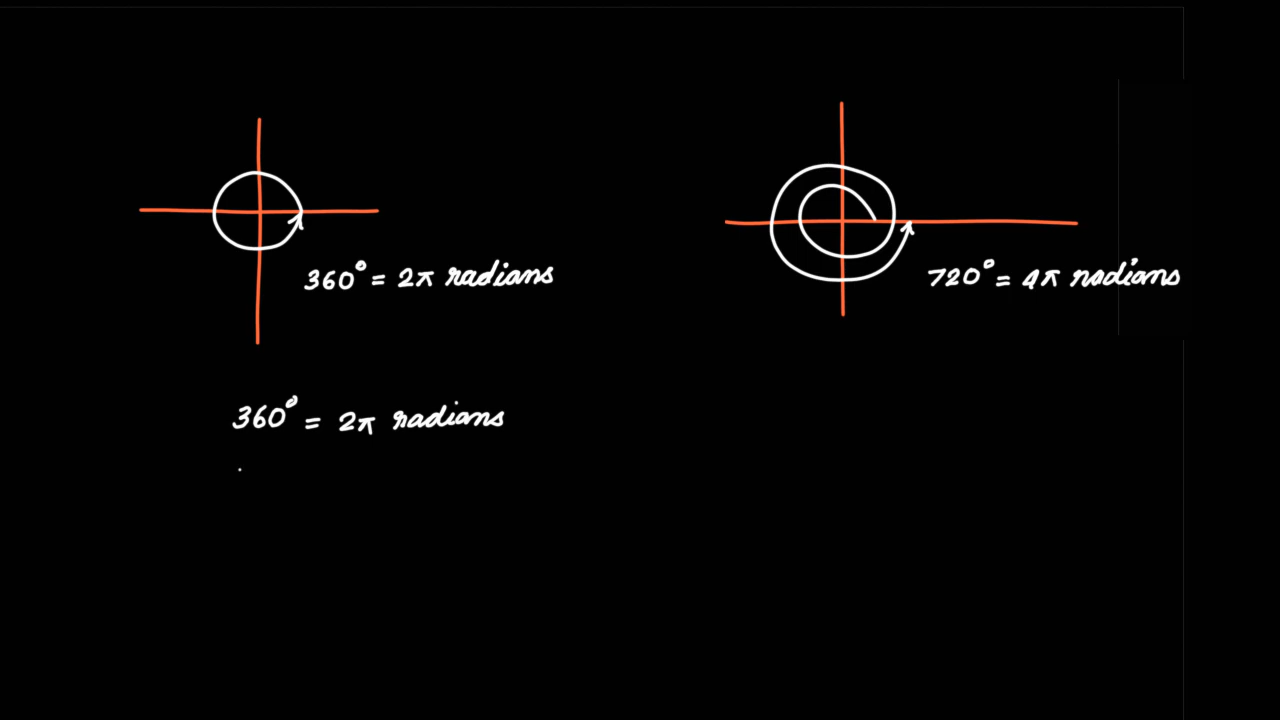 360° = 2π radians
720° = 4π radians
360° = 2π radians